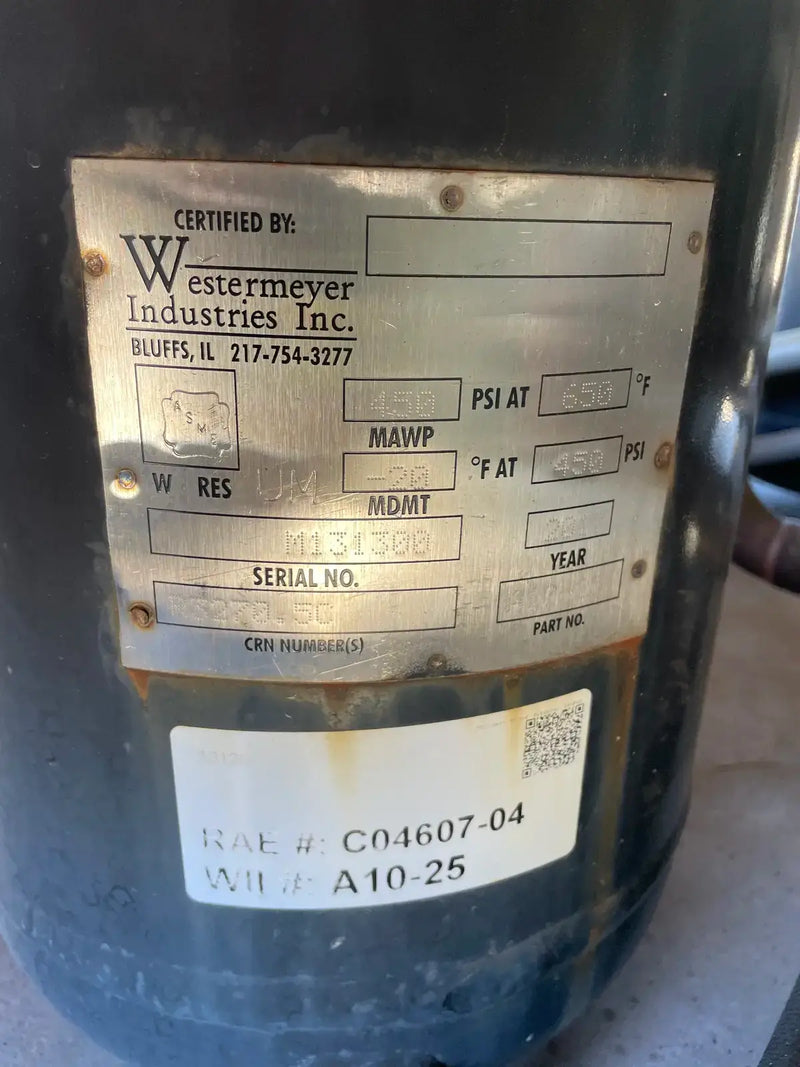 CERTIFIED BY:
Westermeyer
Industries Inc.
BLUFFS, IL 217-754-3277
450 PSI AT 650 °F
MAWP
ASME
-20 °F AT 450 PSI
MDMT
W RES UM
M131300
SERIAL NO.
YEAR
CRN NUMBER(S)
PART NO.
RAE #: C04607-04
WII #: A10-25